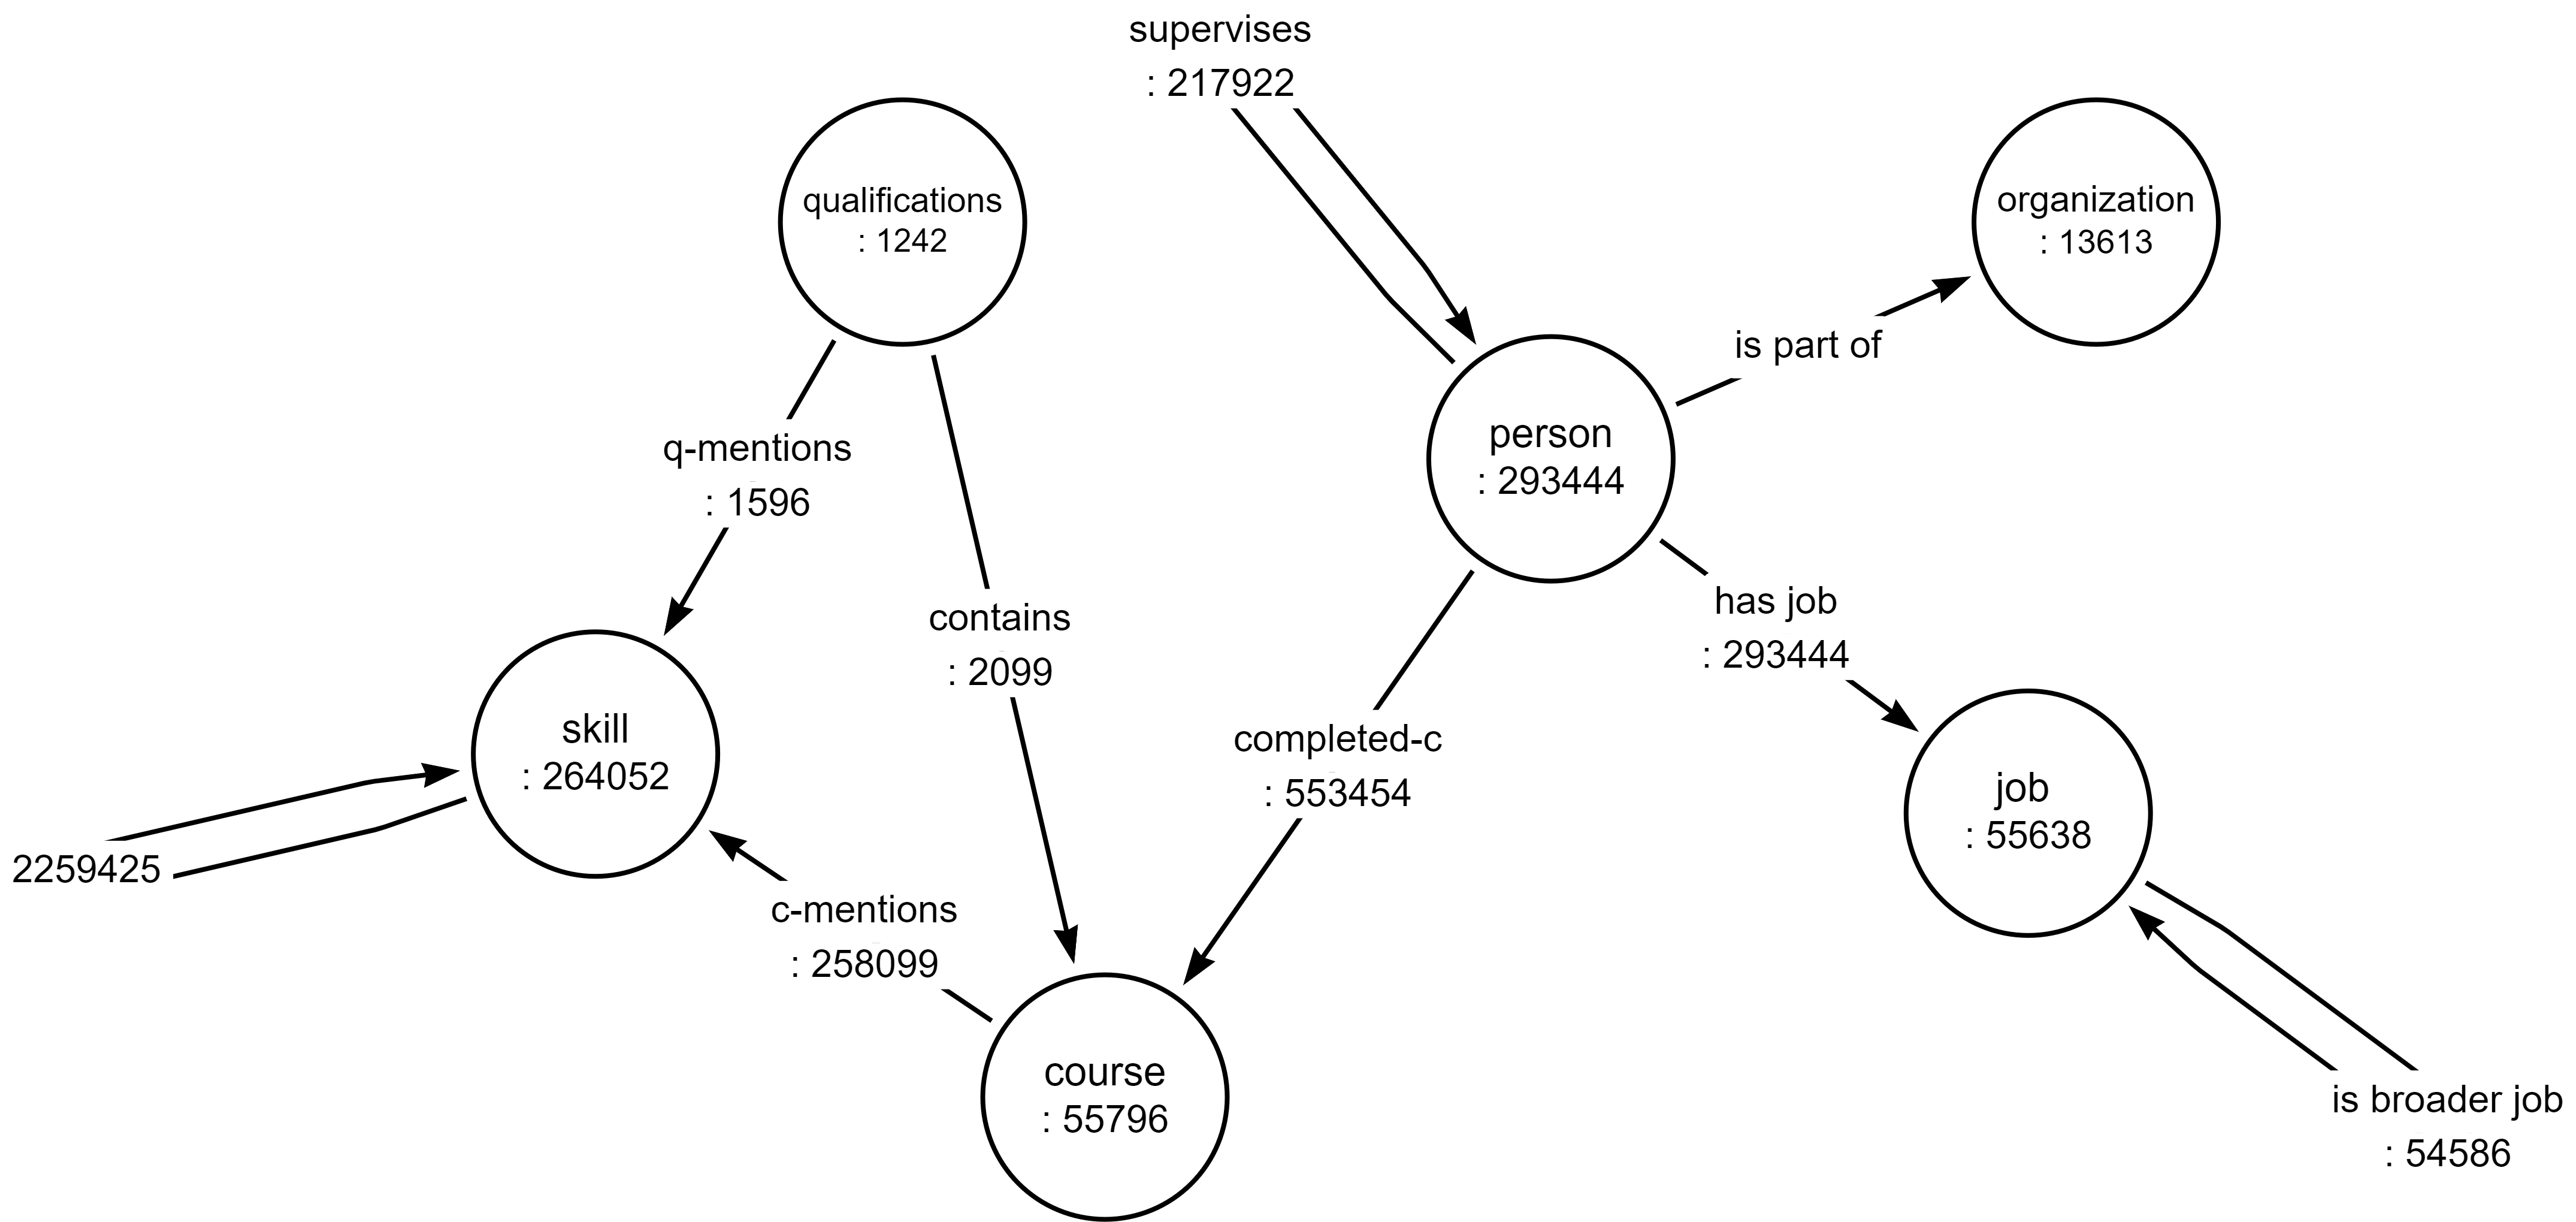 supervises
: 217922
qualifications
: 1242
organization
: 13613
is part of
person
: 293444
q-mentions
: 1596
has job
: 293444
contains
: 2099
skill
: 264052
completed-c
: 553454
job
: 55638
2259425
c-mentions
: 258099
course
: 55796
is broader job
: 54586